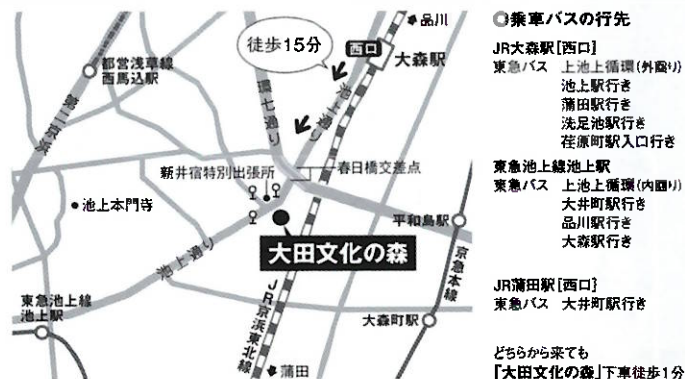 品川
徒歩15分
西口
大森駅
都営浅草線
西馬込駅
第二京浜
環七通り
池上通り
新井宿特別出張所
春日橋交差点
池上本門寺
平和島駅
大田文化の森
池上通り
京急本線
東急池上線
池上駅
JR京浜東北線
大森町駅
蒲田
乗車バスの行先
JR大森駅[西口]
東急バス 上池上循環(外回り)
池上駅行き
蒲田駅行き
洗足池駅行き
荏原町駅入口行き
東急池上線池上駅
東急バス 上池上循環(内回り)
大井町駅行き
品川駅行き
大森駅行き
JR蒲田駅[西口]
東急バス 大井町駅行き
どちらから来ても
「大田文化の森」下車徒歩1分